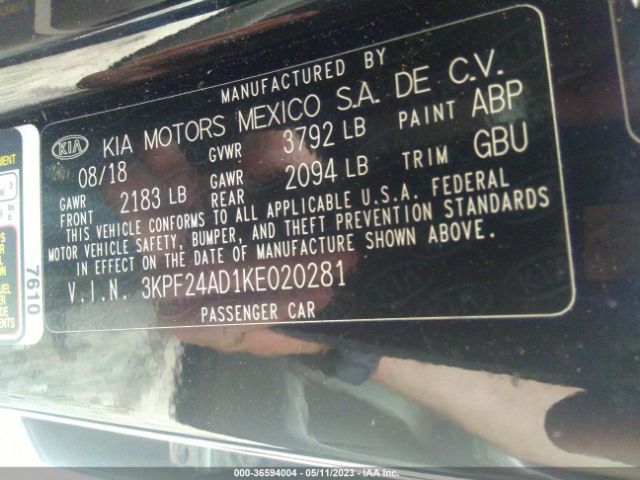 MANUFACTURED BY
KIA KIA MOTORS MEXICO S.A. DE C.V.
08/18 GVWR 3792 LB PAINT ABP
GAWR FRONT 2183 LB GAWR REAR 2094 LB TRIM GBU
THIS VEHICLE CONFORMS TO ALL APPLICABLE U.S.A. FEDERAL
MOTOR VEHICLE SAFETY, BUMPER, AND THEFT PREVENTION STANDARDS
IN EFFECT ON THE DATE OF MANUFACTURE SHOWN ABOVE.
V.I.N. 3KPF24AD1KE020281
PASSENGER CAR
7610
000-36594004 - 05/11/2023 - IAA Inc.